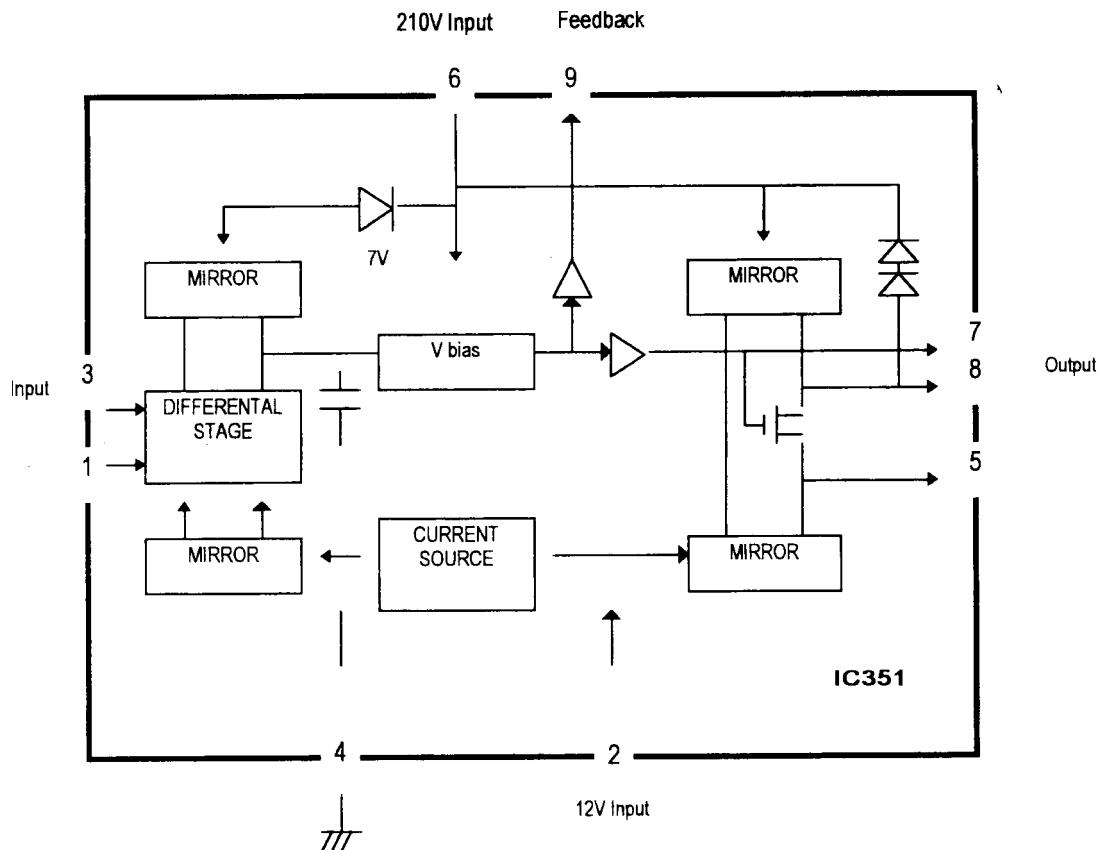 210V Input
Feedback
6
9
7V
MIRROR
MIRROR
V bias
7
3
8
Output
Input
DIFFERENTAL
STAGE
1
5
CURRENT
SOURCE
MIRROR
MIRROR
IC351
4
2
12V Input